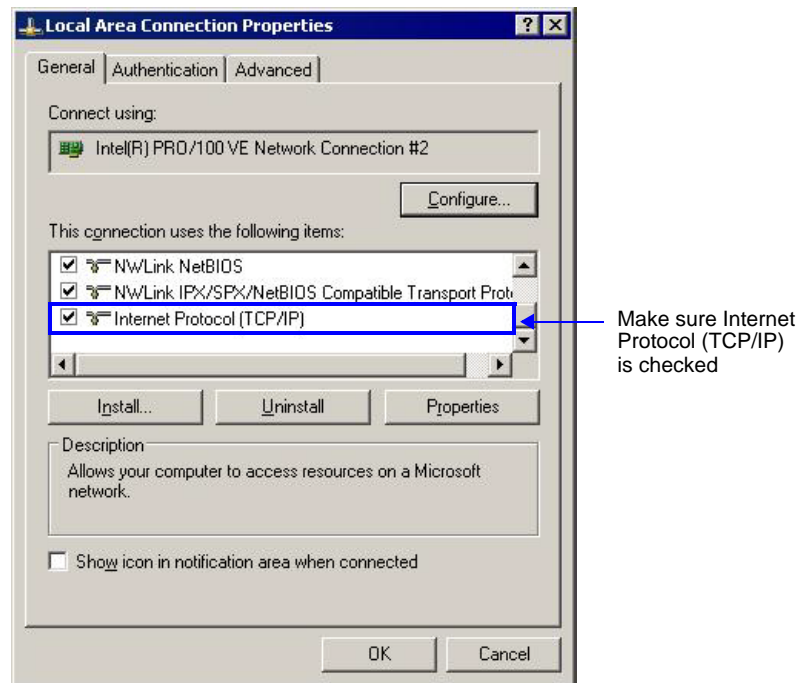 Local Area Connection Properties
General Authentication Advanced
Connect using:
Intel(R) PRO/100 VE Network Connection #2
Configure...
This connection uses the following items:
NWLink NetBIOS
NWLink IPX/SPX/NetBIOS Compatible Transport Proto
Internet Protocol (TCP/IP)
Make sure Internet
Protocol (TCP/IP)
is checked
Install... Uninstall Properties
Description
Allows your computer to access resources on a Microsoft
network.
Show icon in notification area when connected
OK Cancel